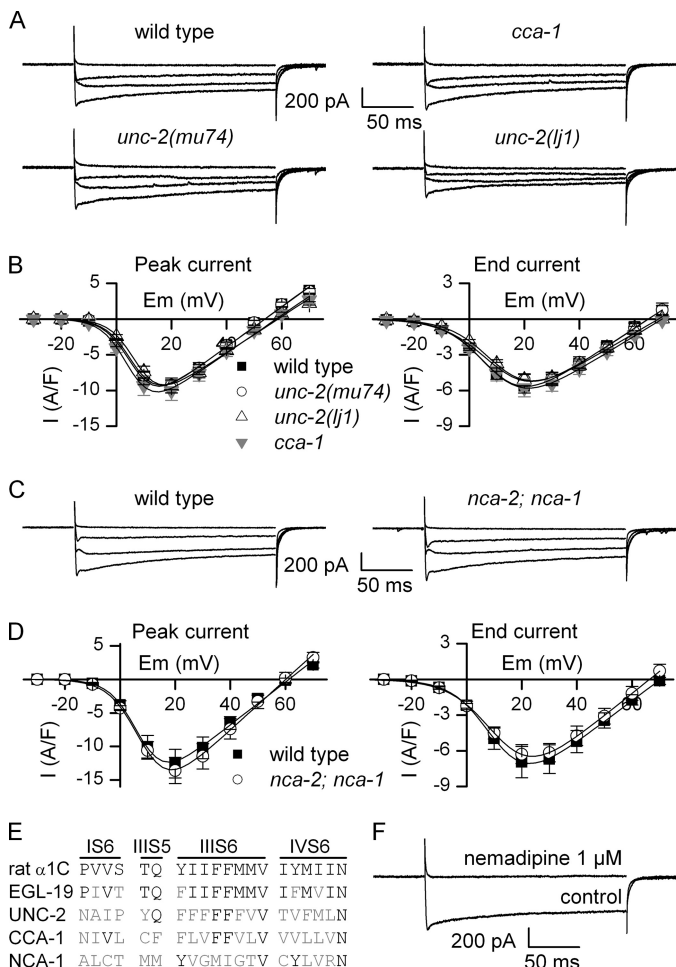 A
wild type
cca-1
200 pA
50 ms
unc-2(mu74)
unc-2(lj1)
B
Peak current
End current
5
3
Em (mV)
Em (mV)
-20
20
40
60
-20
20
40
60
-5
-10
-15
-3
-6
-9
I (A/F)
I (A/F)
wild type
unc-2(mu74)
unc-2(lj1)
cca-1
C
wild type
nca-2; nca-1
200 pA
50 ms
D
Peak current
End current
5
3
Em (mV)
Em (mV)
-20
20
40
60
-20
20
40
60
-5
-10
-15
-3
-6
-9
I (A/F)
I (A/F)
wild type
nca-2; nca-1
E
IS6 IIIS5 IIIS6 IVS6
rat α1C PVVS TQ YIIFFMMV IYMIIN
EGL-19 PIVT TQ FIIFFMMV IFMVIN
UNC-2 NAIP YQ FFFFFFVV TVFMLN
CCA-1 NIVL CF FLVFFVLV VVLLVN
NCA-1 ALCT MM YVGMIGTV CYLVRN
F
nemadipine 1 µM
control
200 pA
50 ms